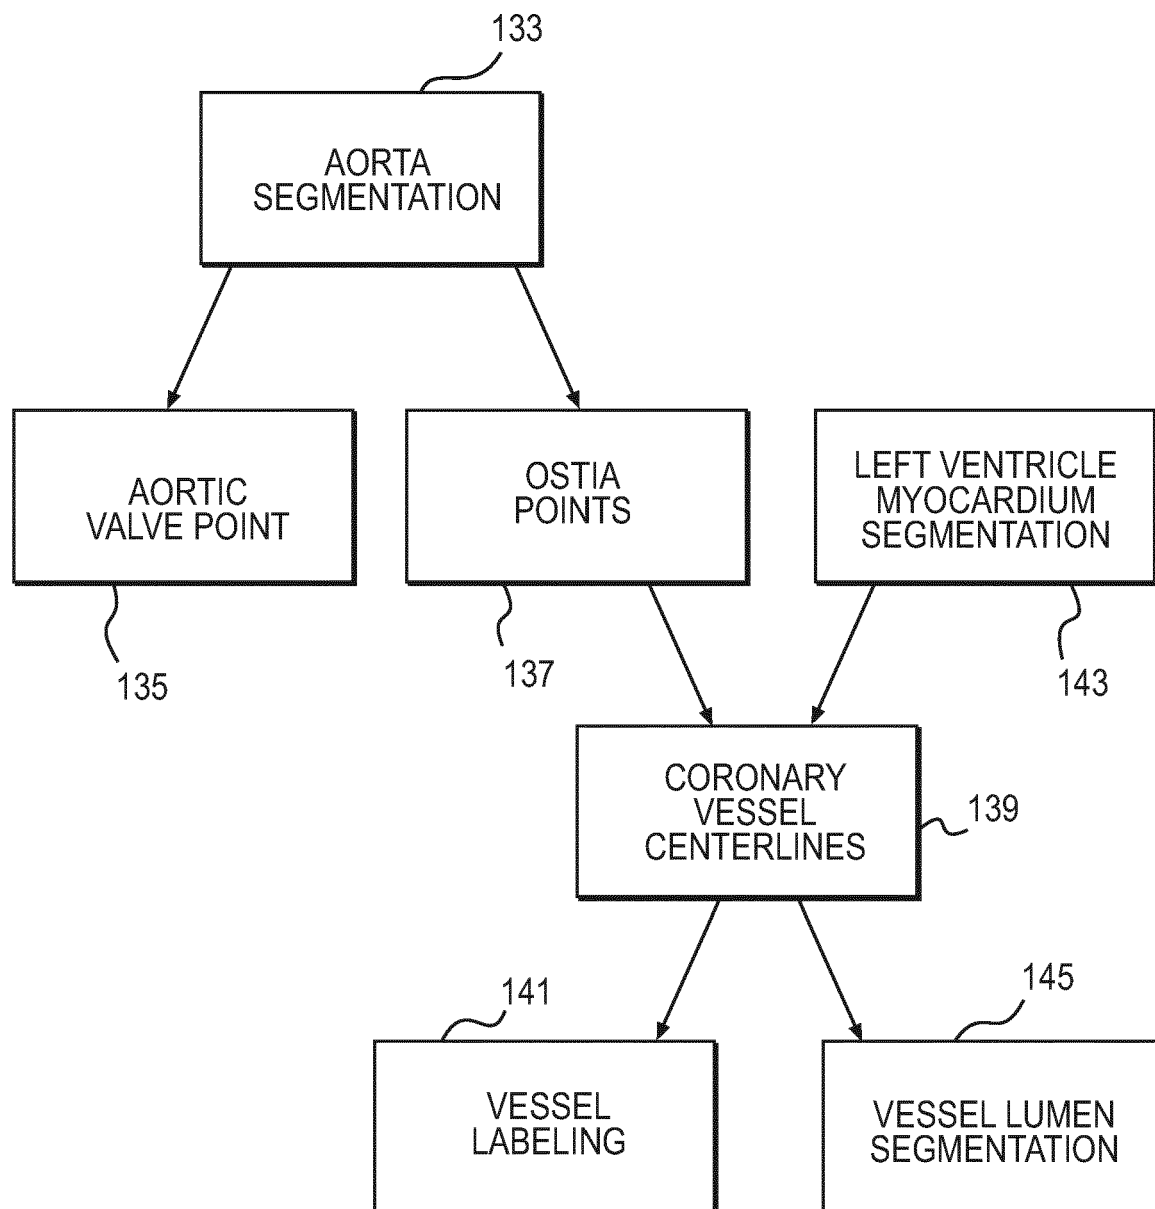 133
AORTA
SEGMENTATION
AORTIC
VALVE POINT
OSTIA
POINTS
LEFT VENTRICLE
MYOCARDIUM
SEGMENTATION
135
137
143
CORONARY
VESSEL
CENTERLINES
139
141
145
VESSEL
LABELING
VESSEL LUMEN
SEGMENTATION